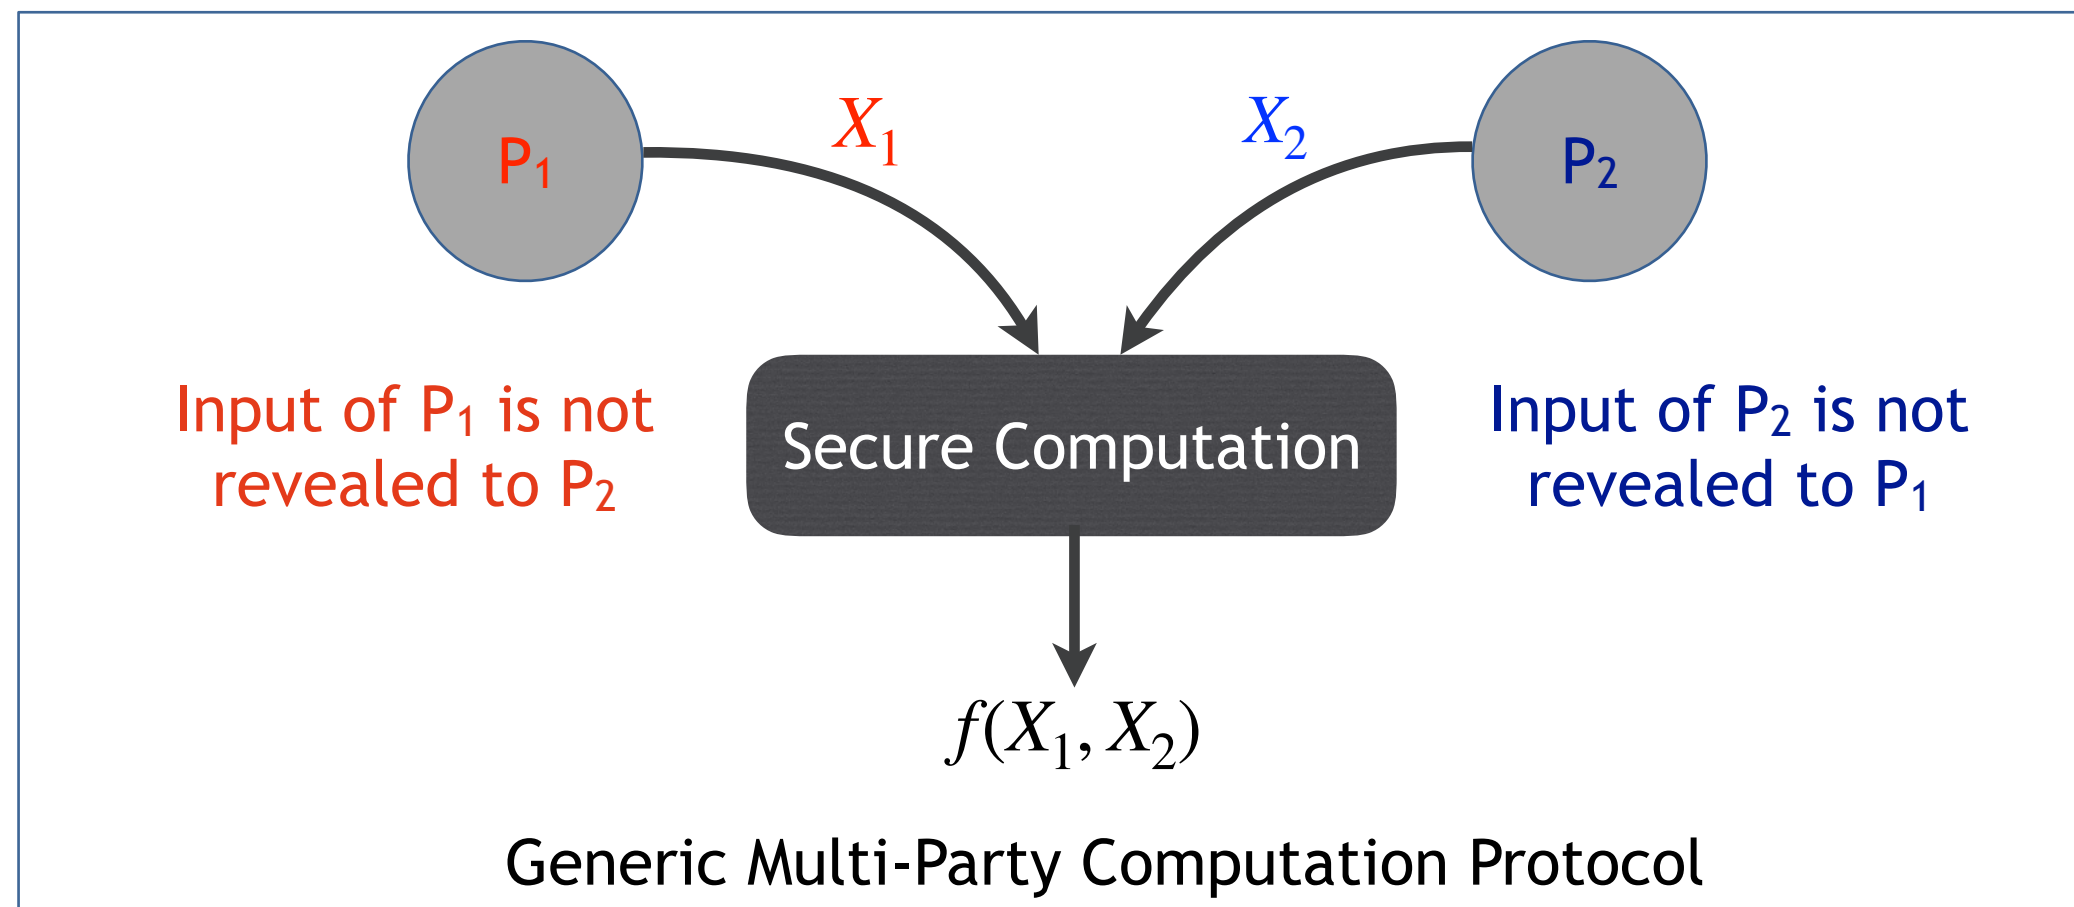 P₁
X₁
X₂
P₂
Input of P₁ is not
revealed to P₂
Secure Computation
Input of P₂ is not
revealed to P₁
f(X₁, X₂)
Generic Multi-Party Computation Protocol